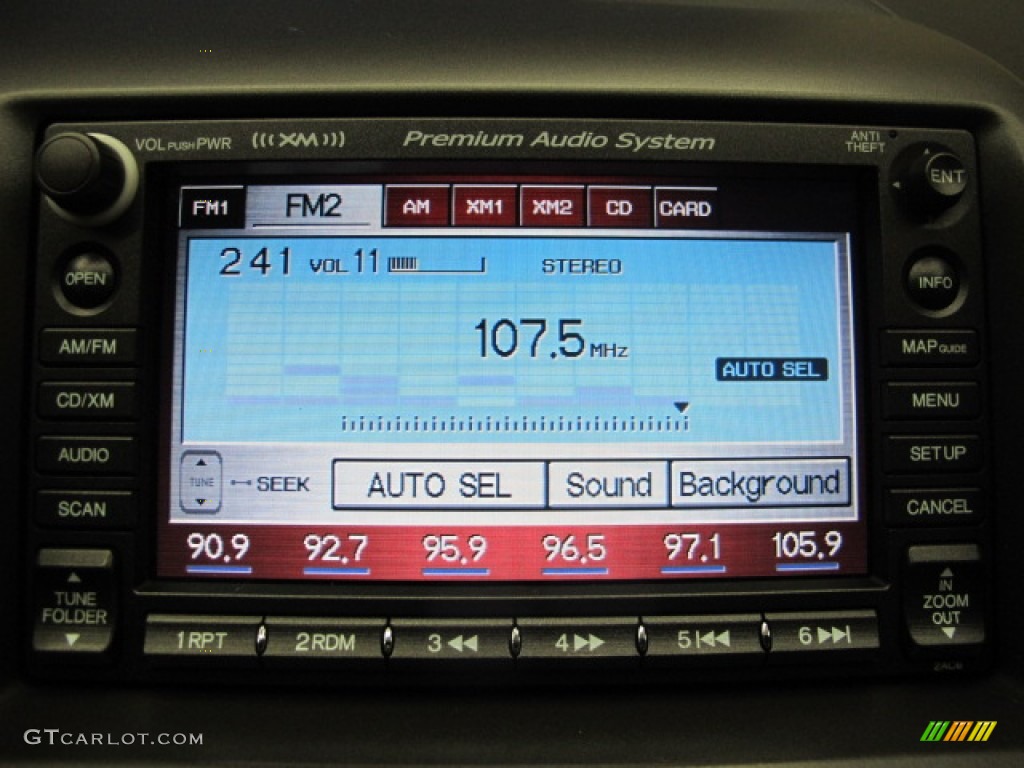 VOL PUSH PWR (((XM))) Premium Audio System ANTI THEFT
ENT
FM1 FM2 AM XM1 XM2 CD CARD
241 VOL 11 STEREO
OPEN
INFO
107.5 MHz
AM/FM
MAP GUIDE
AUTO SEL
CD/XM
MENU
AUDIO
SETUP
TUNE SEEK AUTO SEL Sound Background
SCAN
CANCEL
90.9 92.7 95.9 96.5 97.1 105.9
TUNE FOLDER
IN ZOOM OUT
1 RPT 2 RDM 3 4 5 6
2AC6
GTCARLOT.COM